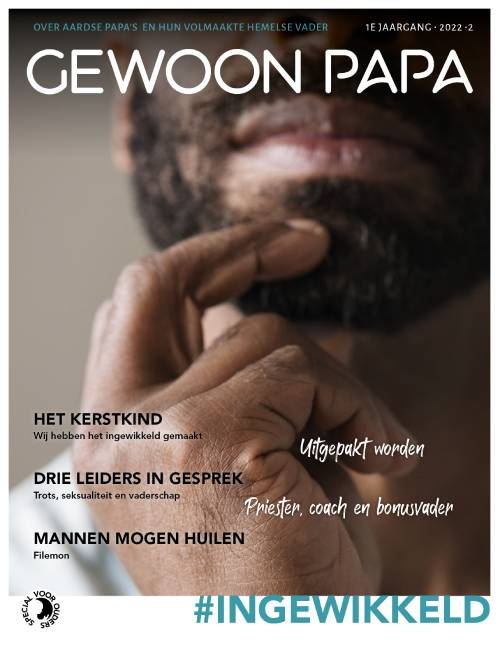 OVER AARDSE PAPA'S EN HUN VOLMAAKTE HEMELSE VADER
1E JAARGANG · 2022 -2
GEWOON PAPA
HET KERSTKIND
Wij hebben het ingewikkeld gemaakt
Uitgepakt worden
DRIE LEIDERS IN GESPREK
Trots, seksualiteit en vaderschap
Priester, coach en bonusvader
MANNEN MOGEN HUILEN
Filemon
SPECIAL VOOR OUDERS
#INGEWIKKELD